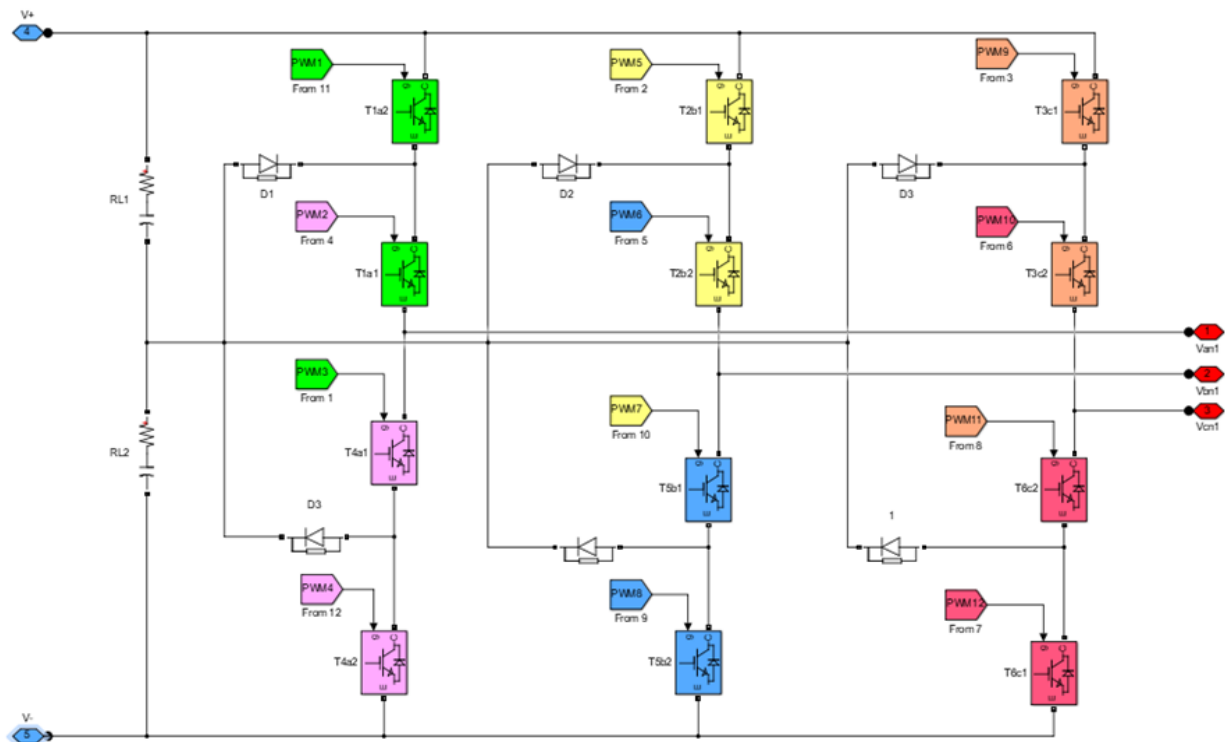 V+
4
PWM1
From 11
g
C
E
T1a2
PWM5
From 2
g
C
E
T2b1
PWM9
From 3
g
C
E
T3c1
D1
D2
D3
RL1
PWM2
From 4
g
C
E
T1a1
PWM6
From 5
g
C
E
T2b2
PWM10
From 6
g
C
E
T3c2
1
Van1
2
Vbn1
3
Vcn1
PWM3
From 1
g
C
E
T4a1
PWM7
From 10
g
C
E
T5b1
PWM11
From 8
g
C
E
T6c2
RL2
D3
1
PWM4
From 12
g
C
E
T4a2
PWM8
From 9
g
C
E
T5b2
PWM12
From 7
g
C
E
T6c1
V-
5